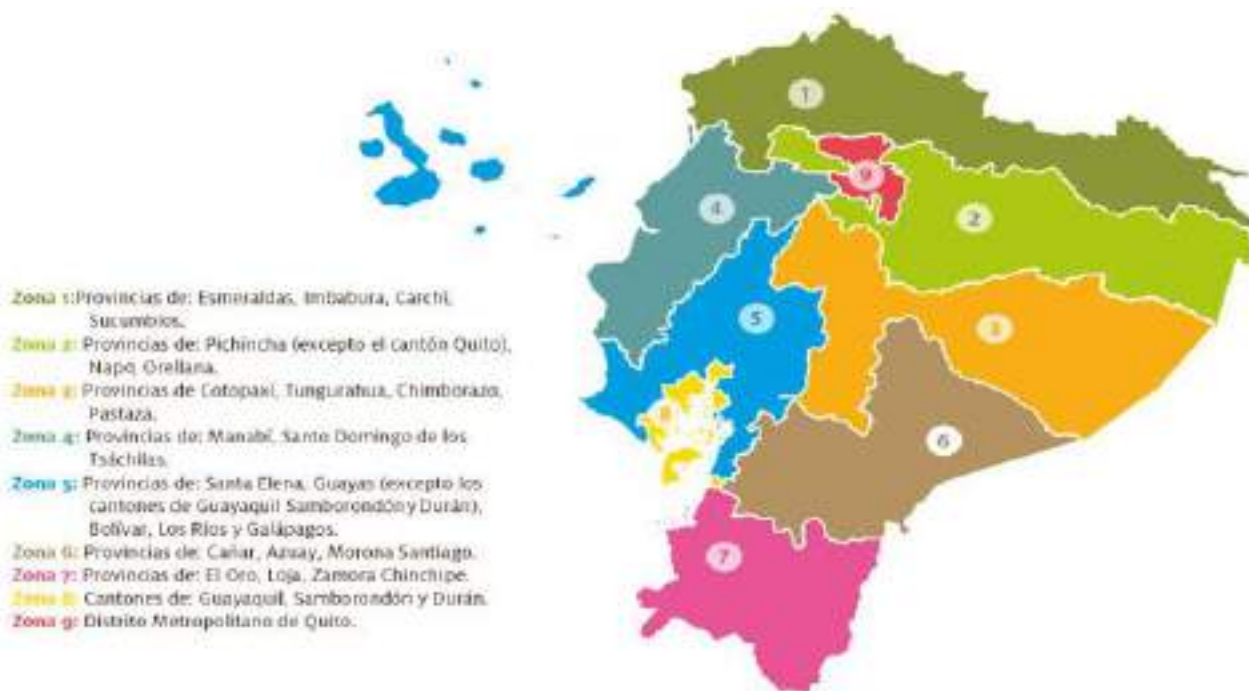 Zona 1:Provincias de: Esmeraldas, Imbabura, Carchi,
Sucumbios.
Zona 2: Provincias de: Pichincha (excepto el cantón Quito),
Napo, Orellana.
Zona 3: Provincias de Cotopaxi, Tungurahua, Chimborazo,
Pastaza.
Zona 4: Provincias de: Manabí, Santo Domingo de los
Tsáchilas.
Zona 5: Provincias de: Santa Elena, Guayas (excepto los
cantones de Guayaquil Samborondón y Durán),
Bolívar, Los Ríos y Galápagos.
Zona 6: Provincias de: Cañar, Azuay, Morona Santiago.
Zona 7: Provincias de: El Oro, Loja, Zamora Chinchipe.
Zona 8: Cantones de: Guayaquil, Samborondón y Durán.
Zona 9: Distrito Metropolitano de Quito.
1
9
4
2
5
3
8
6
7